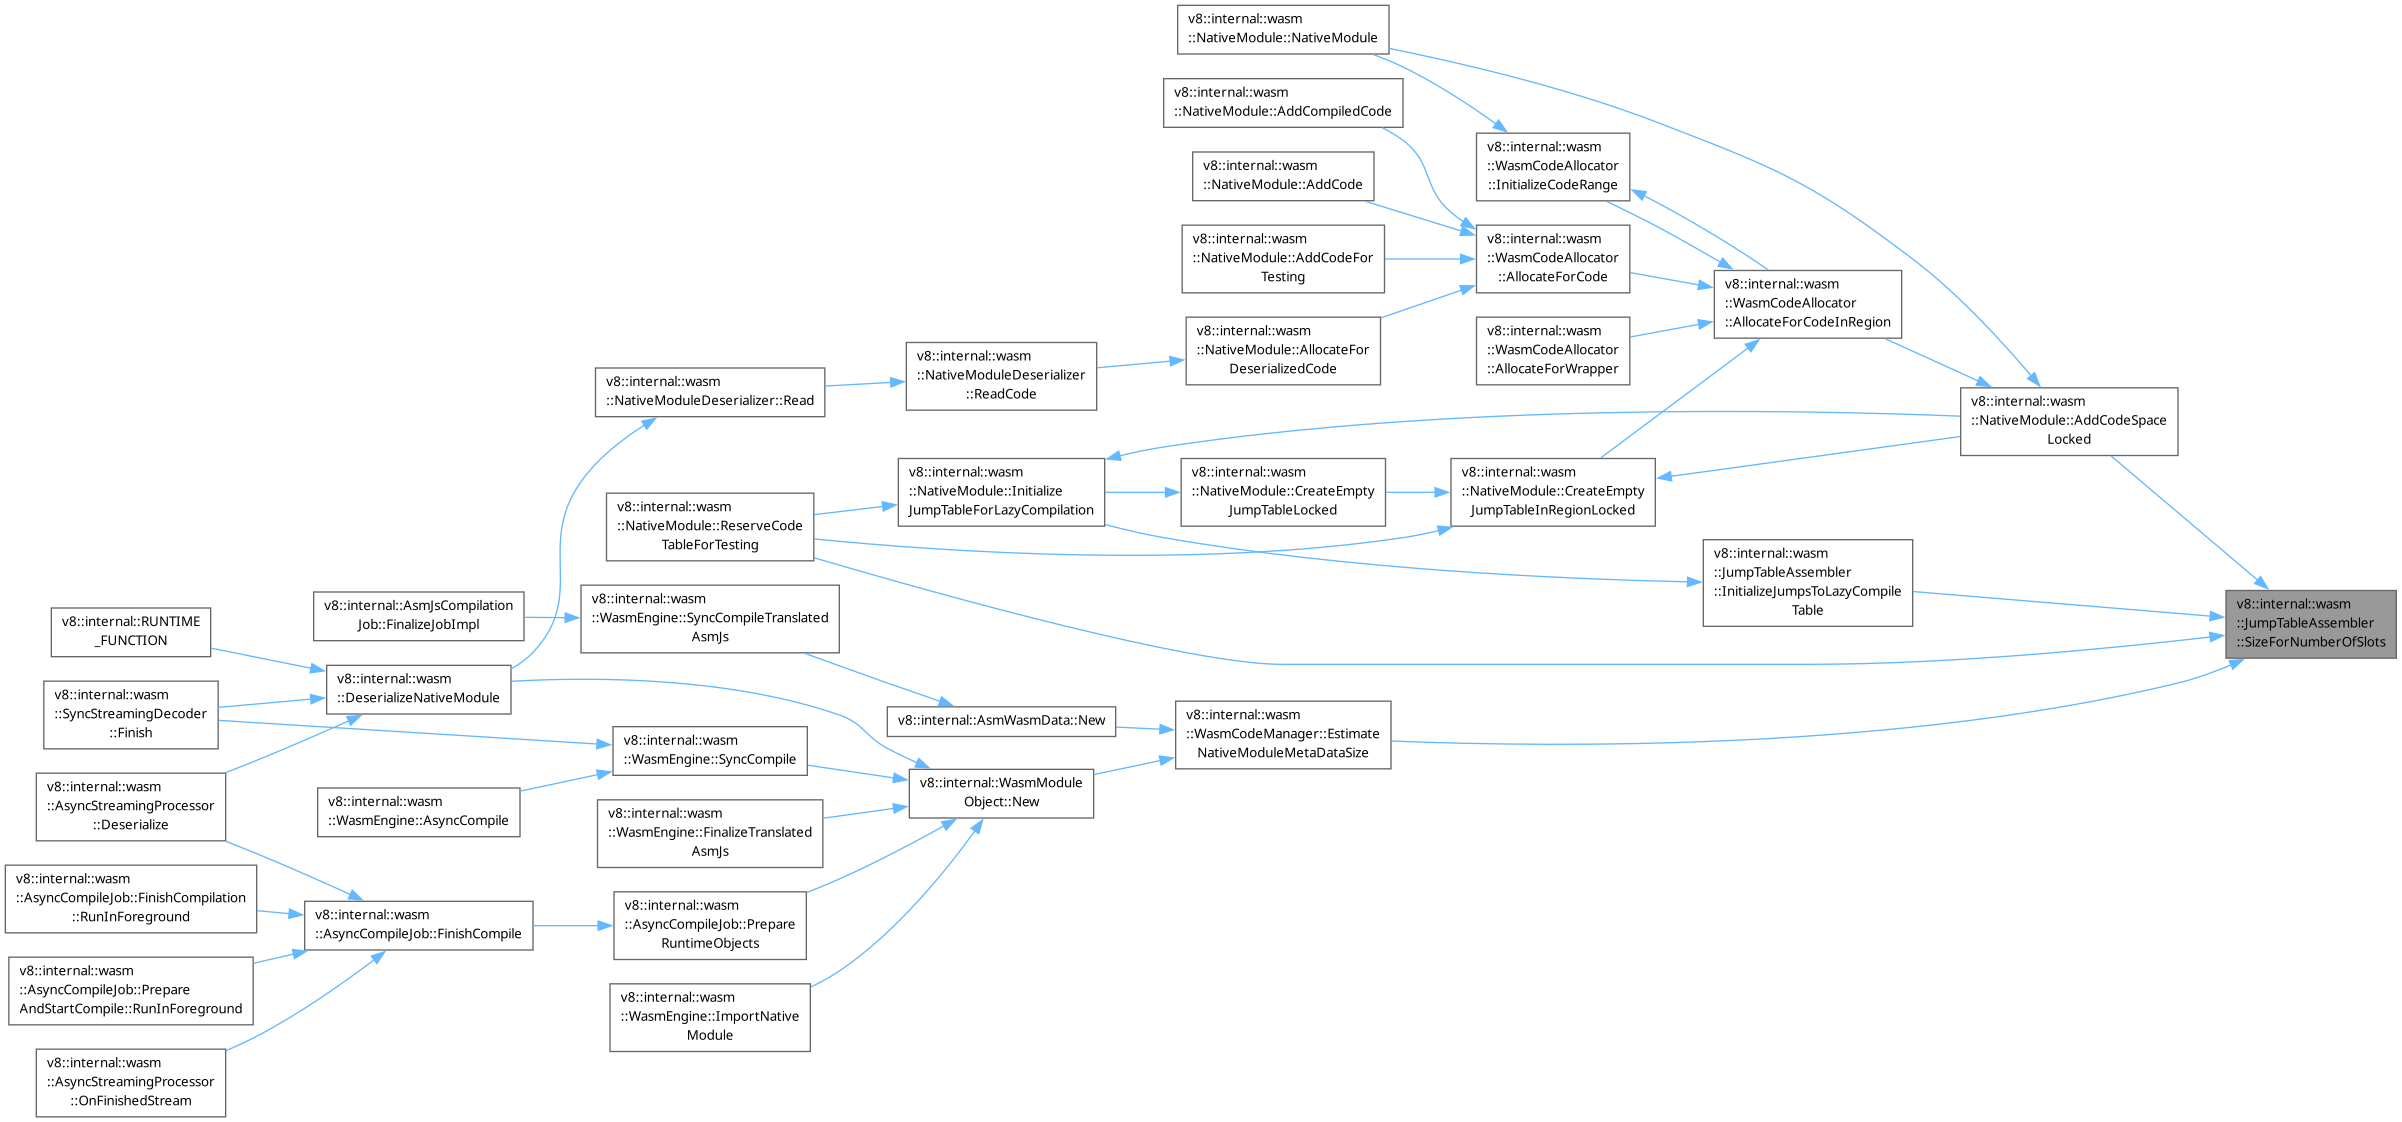 v8::internal::wasm
::NativeModule::NativeModule
v8::internal::wasm
::NativeModule::AddCompiledCode
v8::internal::wasm
::WasmCodeAllocator
::InitializeCodeRange
v8::internal::wasm
::NativeModule::AddCode
v8::internal::wasm
::NativeModule::AddCodeFor
Testing
v8::internal::wasm
::WasmCodeAllocator
::AllocateForCode
v8::internal::wasm
::WasmCodeAllocator
::AllocateForCodeInRegion
v8::internal::wasm
::NativeModule::AllocateFor
DeserializedCode
v8::internal::wasm
::WasmCodeAllocator
::AllocateForWrapper
v8::internal::wasm
::NativeModuleDeserializer
::ReadCode
v8::internal::wasm
::NativeModuleDeserializer::Read
v8::internal::wasm
::NativeModule::AddCodeSpace
Locked
v8::internal::wasm
::NativeModule::Initialize
JumpTableForLazyCompilation
v8::internal::wasm
::NativeModule::CreateEmpty
JumpTableLocked
v8::internal::wasm
::NativeModule::CreateEmpty
JumpTableInRegionLocked
v8::internal::wasm
::NativeModule::ReserveCode
TableForTesting
v8::internal::wasm
::JumpTableAssembler
::InitializeJumpsToLazyCompile
Table
v8::internal::wasm
::JumpTableAssembler
::SizeForNumberOfSlots
v8::internal::AsmJsCompilation
Job::FinalizeJobImpl
v8::internal::wasm
::WasmEngine::SyncCompileTranslated
AsmJs
v8::internal::RUNTIME
_FUNCTION
v8::internal::wasm
::DeserializeNativeModule
v8::internal::wasm
::SyncStreamingDecoder
::Finish
v8::internal::AsmWasmData::New
v8::internal::wasm
::WasmCodeManager::Estimate
NativeModuleMetaDataSize
v8::internal::wasm
::WasmEngine::SyncCompile
v8::internal::WasmModule
Object::New
v8::internal::wasm
::AsyncStreamingProcessor
::Deserialize
v8::internal::wasm
::WasmEngine::AsyncCompile
v8::internal::wasm
::WasmEngine::FinalizeTranslated
AsmJs
v8::internal::wasm
::AsyncCompileJob::FinishCompilation
::RunInForeground
v8::internal::wasm
::AsyncCompileJob::FinishCompile
v8::internal::wasm
::AsyncCompileJob::Prepare
RuntimeObjects
v8::internal::wasm
::AsyncCompileJob::Prepare
AndStartCompile::RunInForeground
v8::internal::wasm
::WasmEngine::ImportNative
Module
v8::internal::wasm
::AsyncStreamingProcessor
::OnFinishedStream